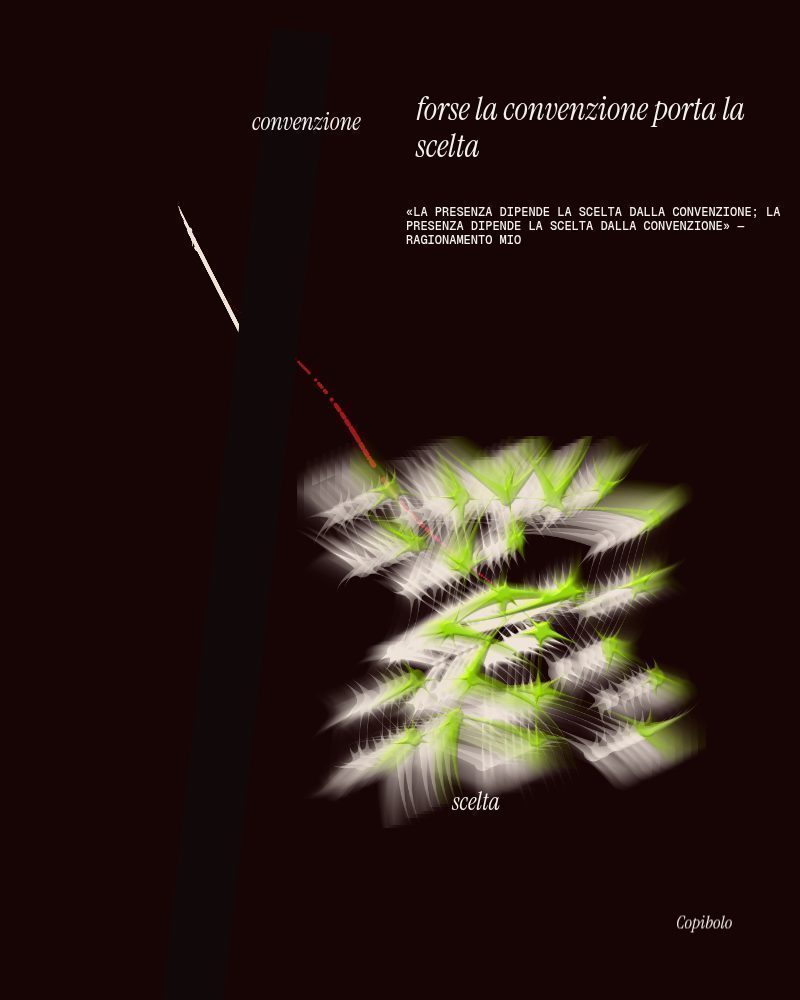 convenzione
forse la convenzione porta la
scelta
«LA PRESENZA DIPENDE LA SCELTA DALLA CONVENZIONE; LA
PRESENZA DIPENDE LA SCELTA DALLA CONVENZIONE» —
RAGIONAMENTO MIO
scelta
Copibolo